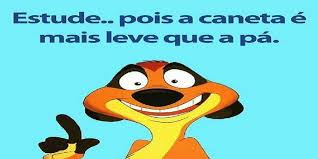 Estude.. pois a caneta é
mais leve que a pá.